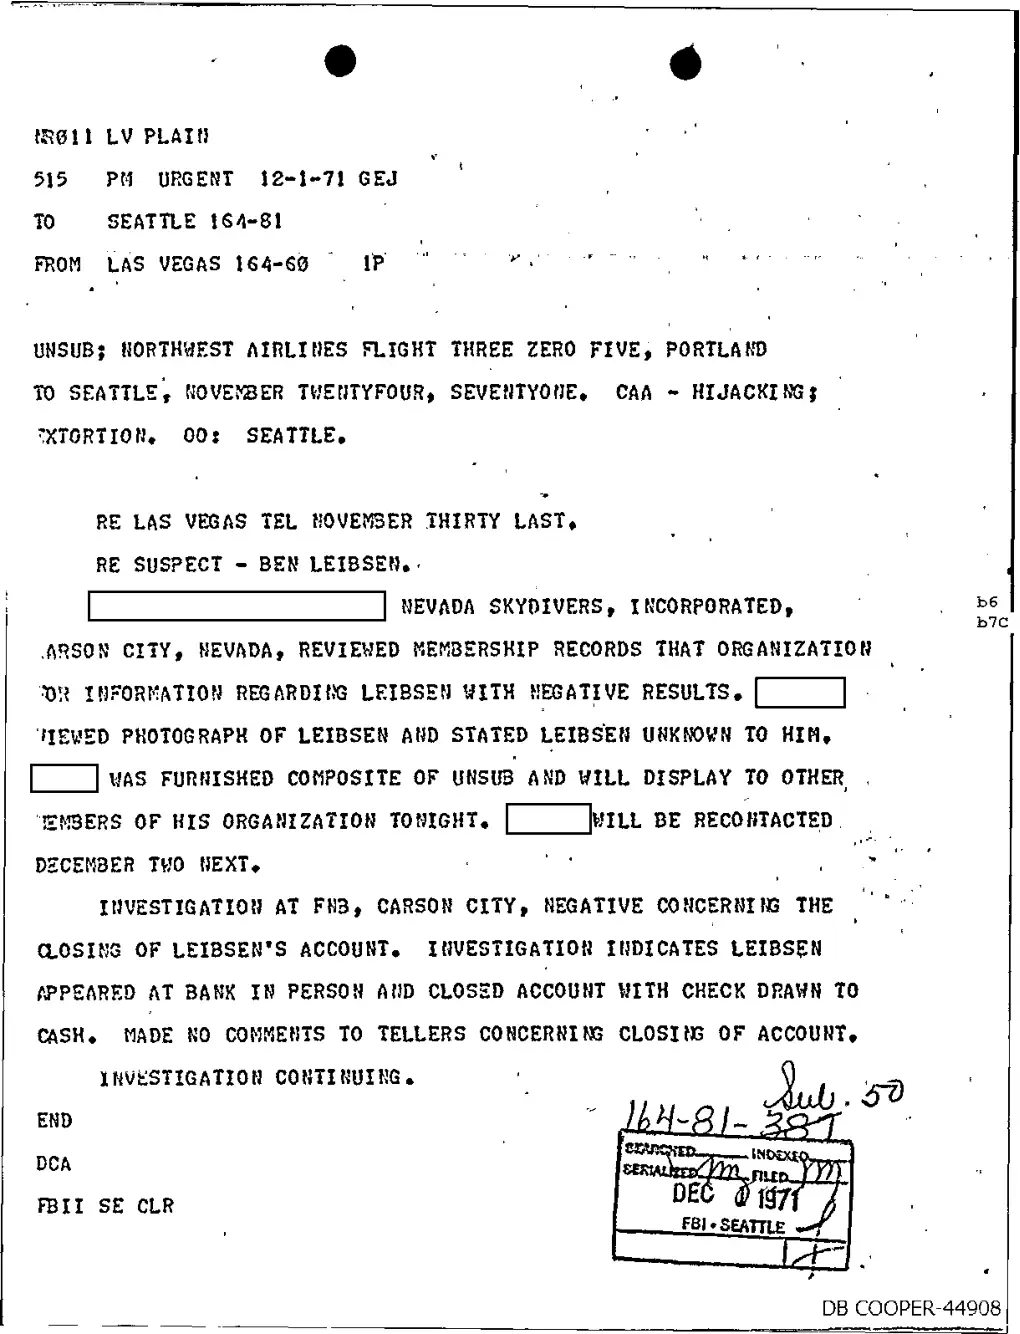 NR011 LV PLAIN
515 PM URGENT 12-1-71 GEJ
TO SEATTLE 164-81
FROM LAS VEGAS 164-60 1P
UNSUB; NORTHWEST AIRLINES FLIGHT THREE ZERO FIVE, PORTLAND
TO SEATTLE, NOVEMBER TWENTYFOUR, SEVENTYONE. CAA - HIJACKING;
EXTORTION. OO: SEATTLE.
RE LAS VEGAS TEL NOVEMBER THIRTY LAST.
RE SUSPECT - BEN LEIBSEN.
NEVADA SKYDIVERS, INCORPORATED,
b6
b7C
ARSON CITY, NEVADA, REVIEWED MEMBERSHIP RECORDS THAT ORGANIZATION
OR INFORMATION REGARDING LEIBSEN WITH NEGATIVE RESULTS.
VIEWED PHOTOGRAPH OF LEIBSEN AND STATED LEIBSEN UNKNOWN TO HIM.
WAS FURNISHED COMPOSITE OF UNSUB AND WILL DISPLAY TO OTHER
EMBERS OF HIS ORGANIZATION TONIGHT. WILL BE RECONTACTED
DECEMBER TWO NEXT.
INVESTIGATION AT FNB, CARSON CITY, NEGATIVE CONCERNING THE
CLOSING OF LEIBSEN'S ACCOUNT. INVESTIGATION INDICATES LEIBSEN
APPEARED AT BANK IN PERSON AND CLOSED ACCOUNT WITH CHECK DRAWN TO
CASH. MADE NO COMMENTS TO TELLERS CONCERNING CLOSING OF ACCOUNT.
INVESTIGATION CONTINUING.
END
DCA
FBII SE CLR
Sub. 50
164-81-387
SEARCHED INDEXED
SERIALIZED FILED
DEC 1 1971
FBI • SEATTLE
DB COOPER-44908